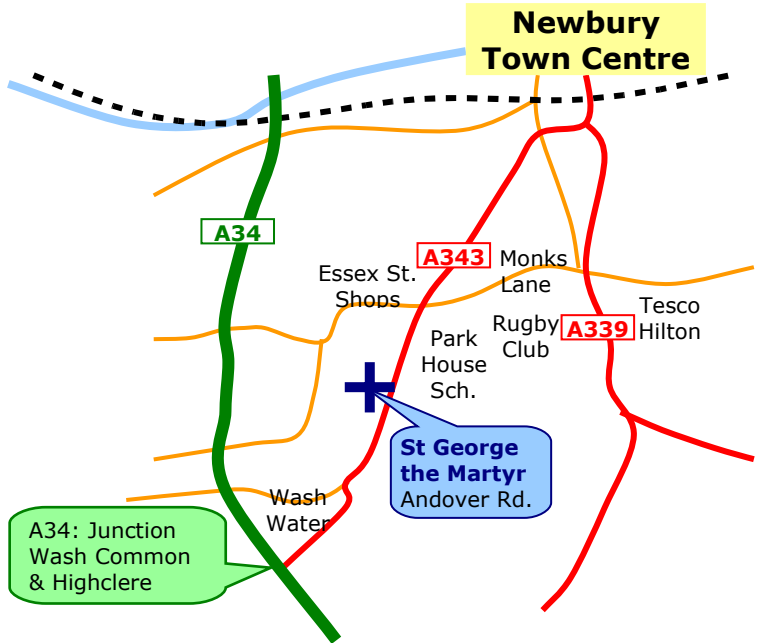 Newbury
Town Centre
A34
A343
Monks
Lane
Essex St.
Shops
Tesco
Hilton
Rugby
Club
A339
Park
House
Sch.
St George
the Martyr
Andover Rd.
Wash
Water
A34: Junction
Wash Common
& Highclere